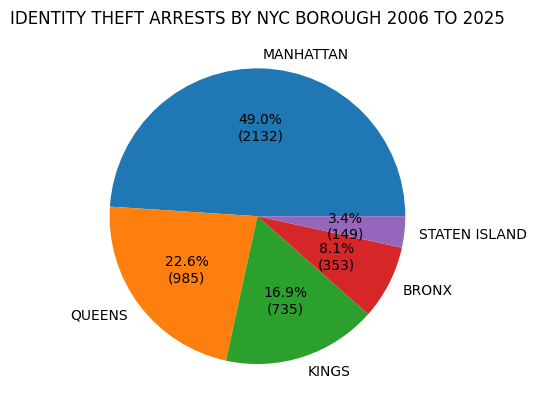 IDENTITY THEFT ARRESTS BY NYC BOROUGH 2006 TO 2025
MANHATTAN
49.0%
(2132)
3.4%
(149)
STATEN ISLAND
8.1%
(353)
22.6%
(985)
BRONX
16.9%
(735)
QUEENS
KINGS